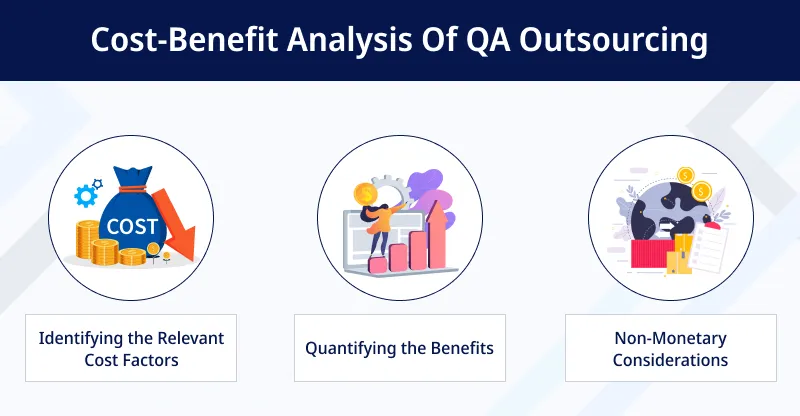 Cost-Benefit Analysis Of QA Outsourcing
COST
Identifying the Relevant
Cost Factors
Quantifying the Benefits
Non-Monetary
Considerations